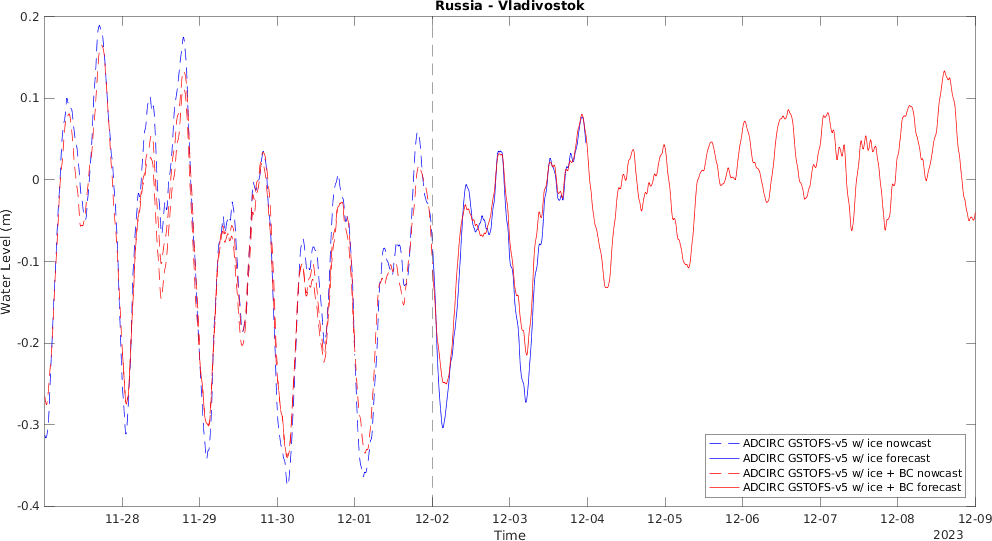 Russia - Vladivostok
Water Level (m)
0.2
0.1
0
-0.1
-0.2
-0.3
-0.4
ADCIRC GSTOFS-v5 w/ ice nowcast
ADCIRC GSTOFS-v5 w/ ice forecast
ADCIRC GSTOFS-v5 w/ ice + BC nowcast
ADCIRC GSTOFS-v5 w/ ice + BC forecast
11-28 11-29 11-30 12-01 12-02 12-03 12-04 12-05 12-06 12-07 12-08 12-09
Time
2023